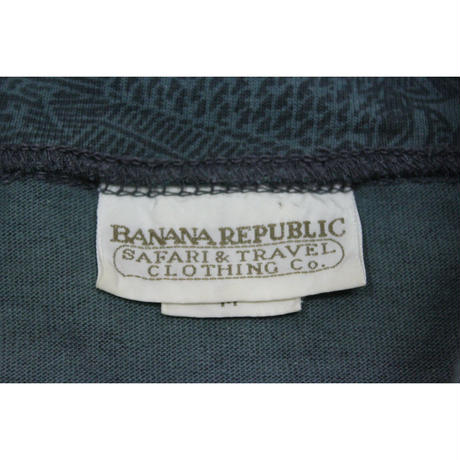 BANANA REPUBLIC
SAFARI & TRAVEL
CLOTHING Co.